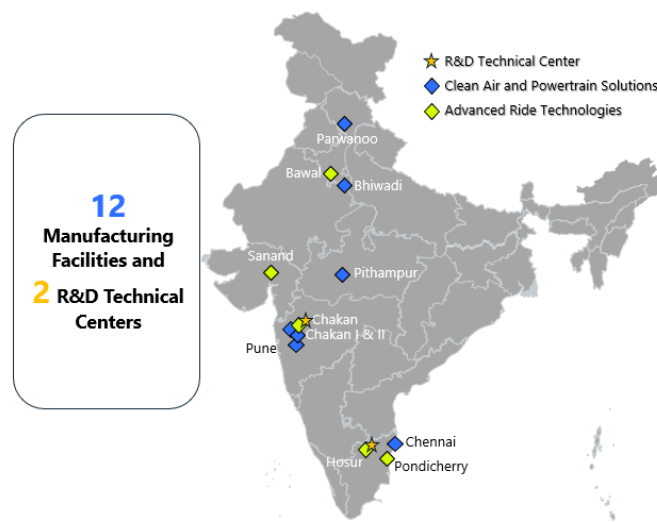 R&D Technical Center
Clean Air and Powertrain Solutions
Advanced Ride Technologies
12
Manufacturing
Facilities and
2 R&D Technical
Centers
Parwanoo
Bawal
Bhiwadi
Sanand
Pithampur
Chakan
Chakan I & II
Pune
Chennai
Hosur
Pondicherry